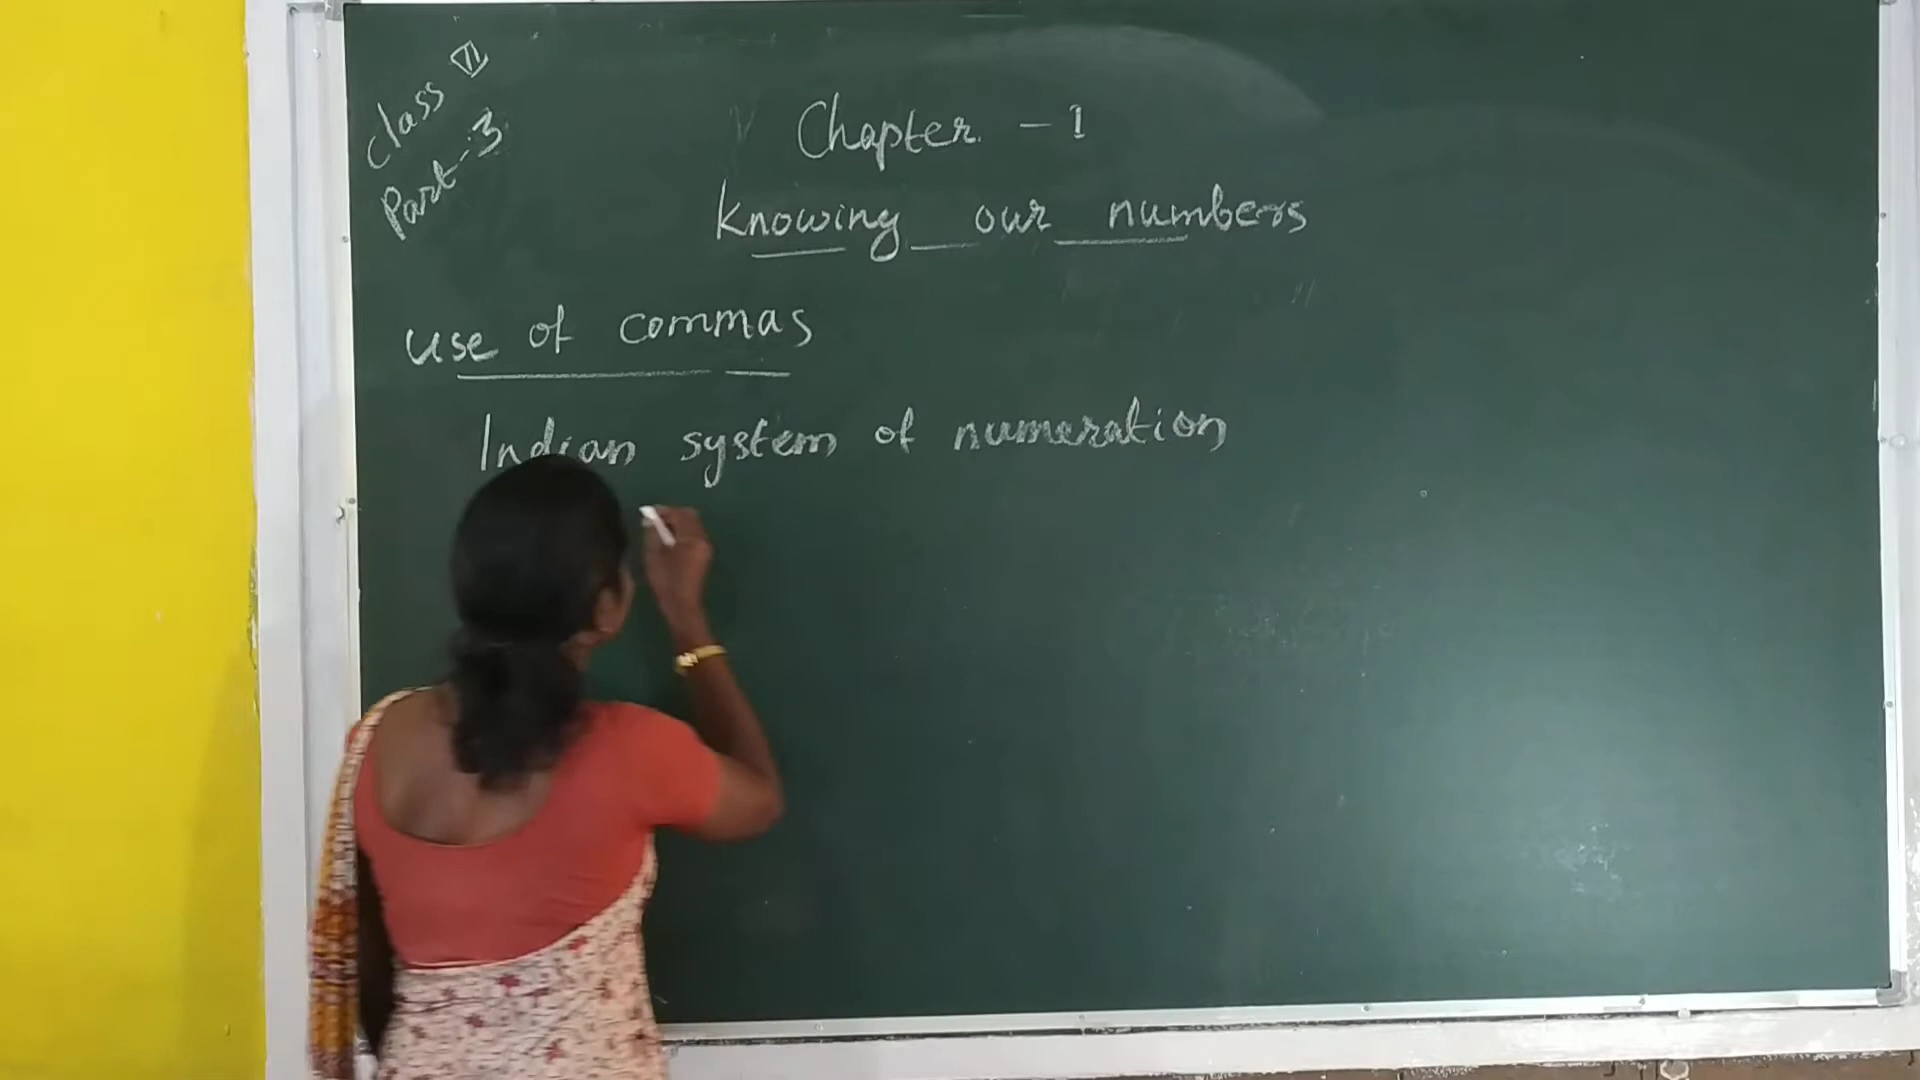 Class VI
Part-3
Chapter - 1
Knowing our numbers
Use of commas
Indian system of numeration